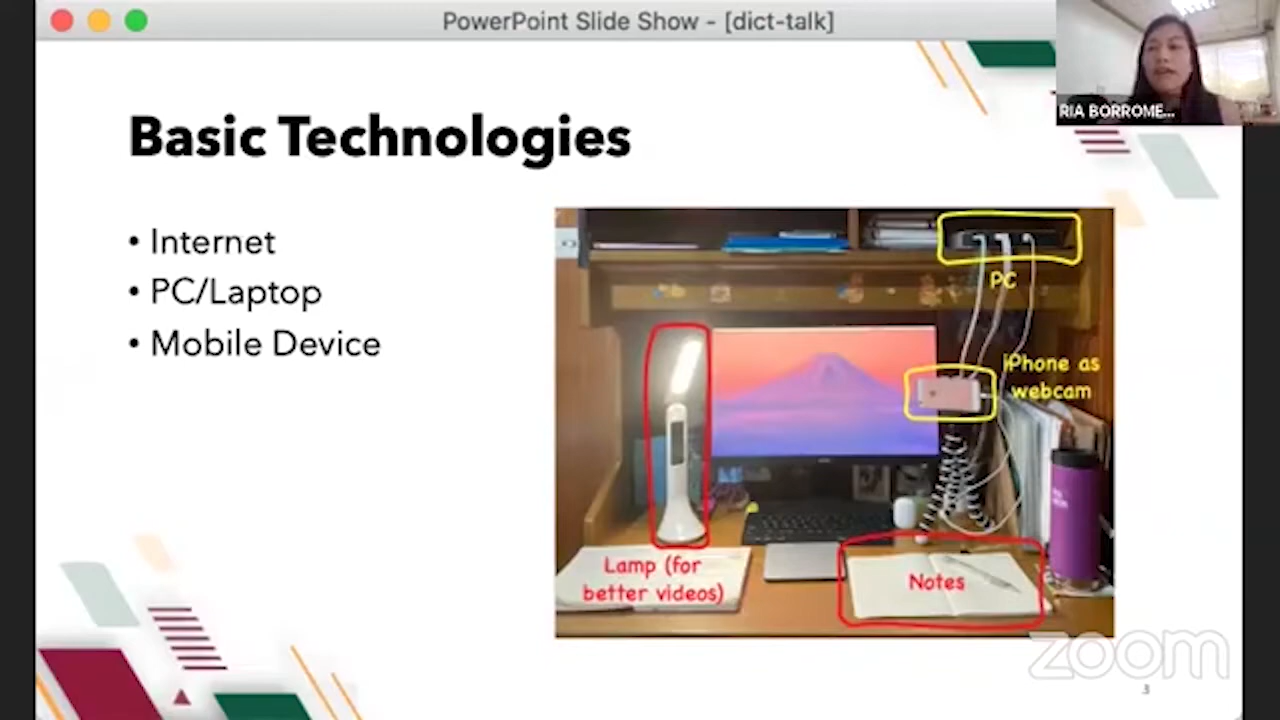 PowerPoint Slide Show - [dict-talk]
RIA BORROME...
Basic Technologies
• Internet
• PC/Laptop
• Mobile Device
PC
iPhone as
webcam
Lamp (for
better videos)
Notes
zoom
3